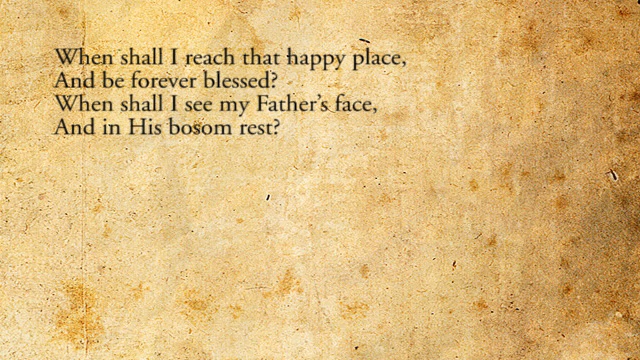 When shall I reach that happy place,
And be forever blessed?
When shall I see my Father’s face,
And in His bosom rest?